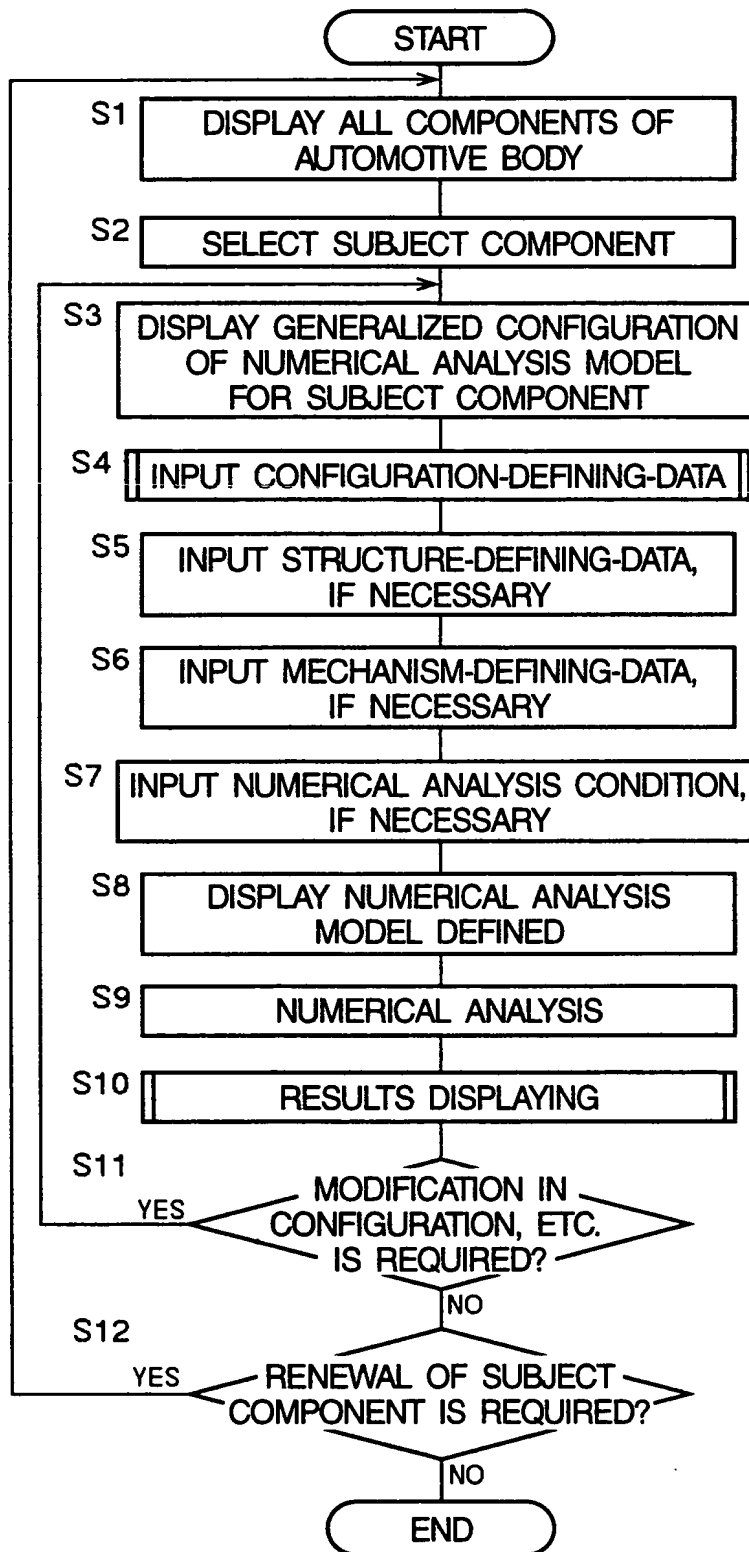 START
S1
DISPLAY ALL COMPONENTS OF
AUTOMOTIVE BODY
S2
SELECT SUBJECT COMPONENT
S3
DISPLAY GENERALIZED CONFIGURATION
OF NUMERICAL ANALYSIS MODEL
FOR SUBJECT COMPONENT
S4
INPUT CONFIGURATION-DEFINING-DATA
S5
INPUT STRUCTURE-DEFINING-DATA,
IF NECESSARY
S6
INPUT MECHANISM-DEFINING-DATA,
IF NECESSARY
S7
INPUT NUMERICAL ANALYSIS CONDITION,
IF NECESSARY
S8
DISPLAY NUMERICAL ANALYSIS
MODEL DEFINED
S9
NUMERICAL ANALYSIS
S10
RESULTS DISPLAYING
S11
MODIFICATION IN
CONFIGURATION, ETC.
IS REQUIRED?
YES
NO
S12
RENEWAL OF SUBJECT
COMPONENT IS REQUIRED?
YES
NO
END